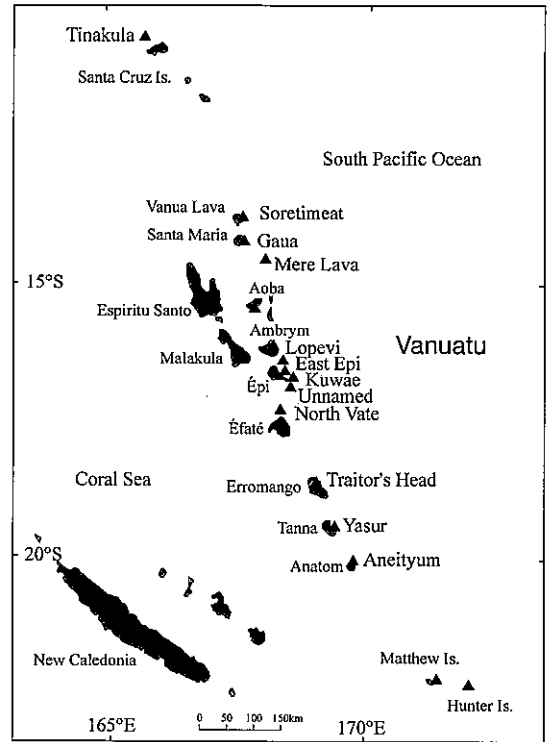 Tinakula
Santa Cruz Is.
South Pacific Ocean
Vanua Lava
Soretimeat
Santa Maria
Gaua
Mere Lava
15°S
Aoba
Espiritu Santo
Ambrym
Lopevi
Vanuatu
Malakula
East Epi
Épi
Kuwae
Unnamed
North Vate
Éfaté
Coral Sea
Erromango
Traitor's Head
Tanna
Yasur
20°S
Anatom
Aneityum
New Caledonia
Matthew Is.
Hunter Is.
165°E
0 50 100 150km
170°E